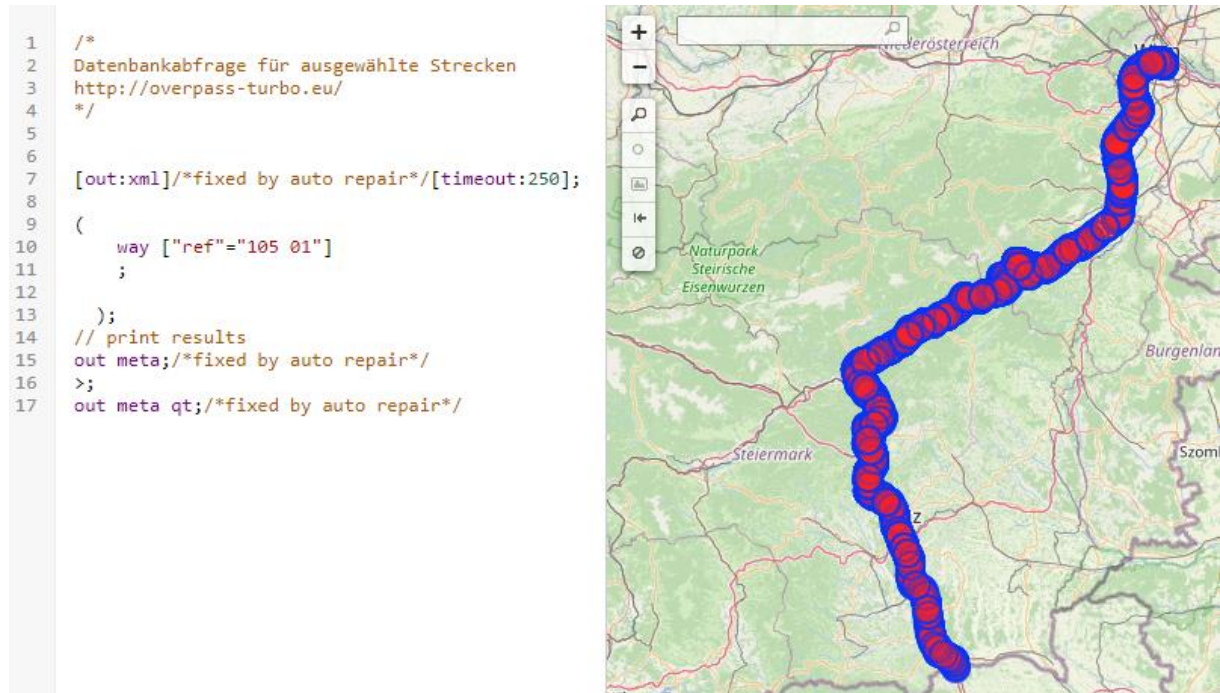 1 /*
2 Datenbankabfrage für ausgewählte Strecken
3 http://overpass-turbo.eu/
4 */
5
6
7 [out:xml]/*fixed by auto repair*/[timeout:250];
8
9 (
10 way ["ref"="105 01"]
11 ;
12
13 );
14 // print results
15 out meta;/*fixed by auto repair*/
16 >;
17 out meta qt;/*fixed by auto repair*/
+
−
Niederösterreich
Naturpark
Steirische
Eisenwurzen
Burgenlan
Steiermark
Szoml
z